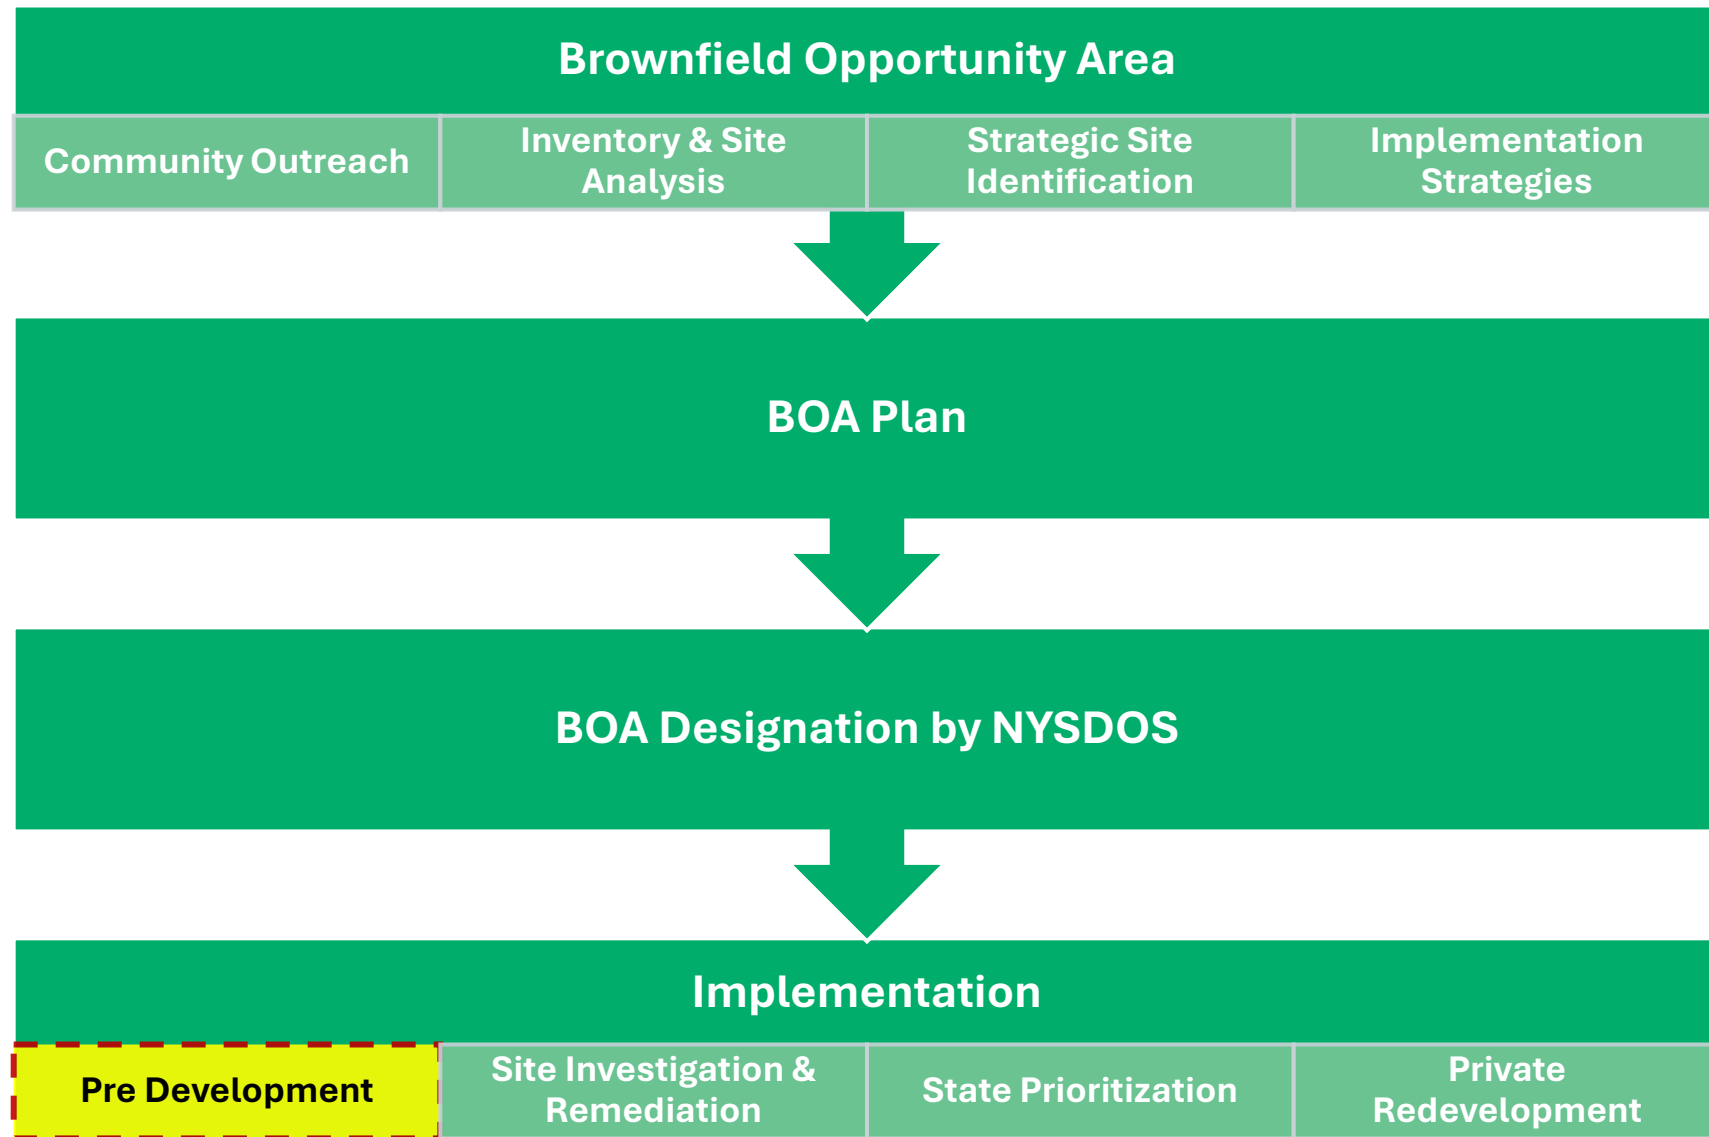 Brownfield Opportunity Area
Community Outreach
Inventory & Site
Analysis
Strategic Site
Identification
Implementation
Strategies
BOA Plan
BOA Designation by NYSDOS
Implementation
Pre Development
Site Investigation &
Remediation
State Prioritization
Private
Redevelopment